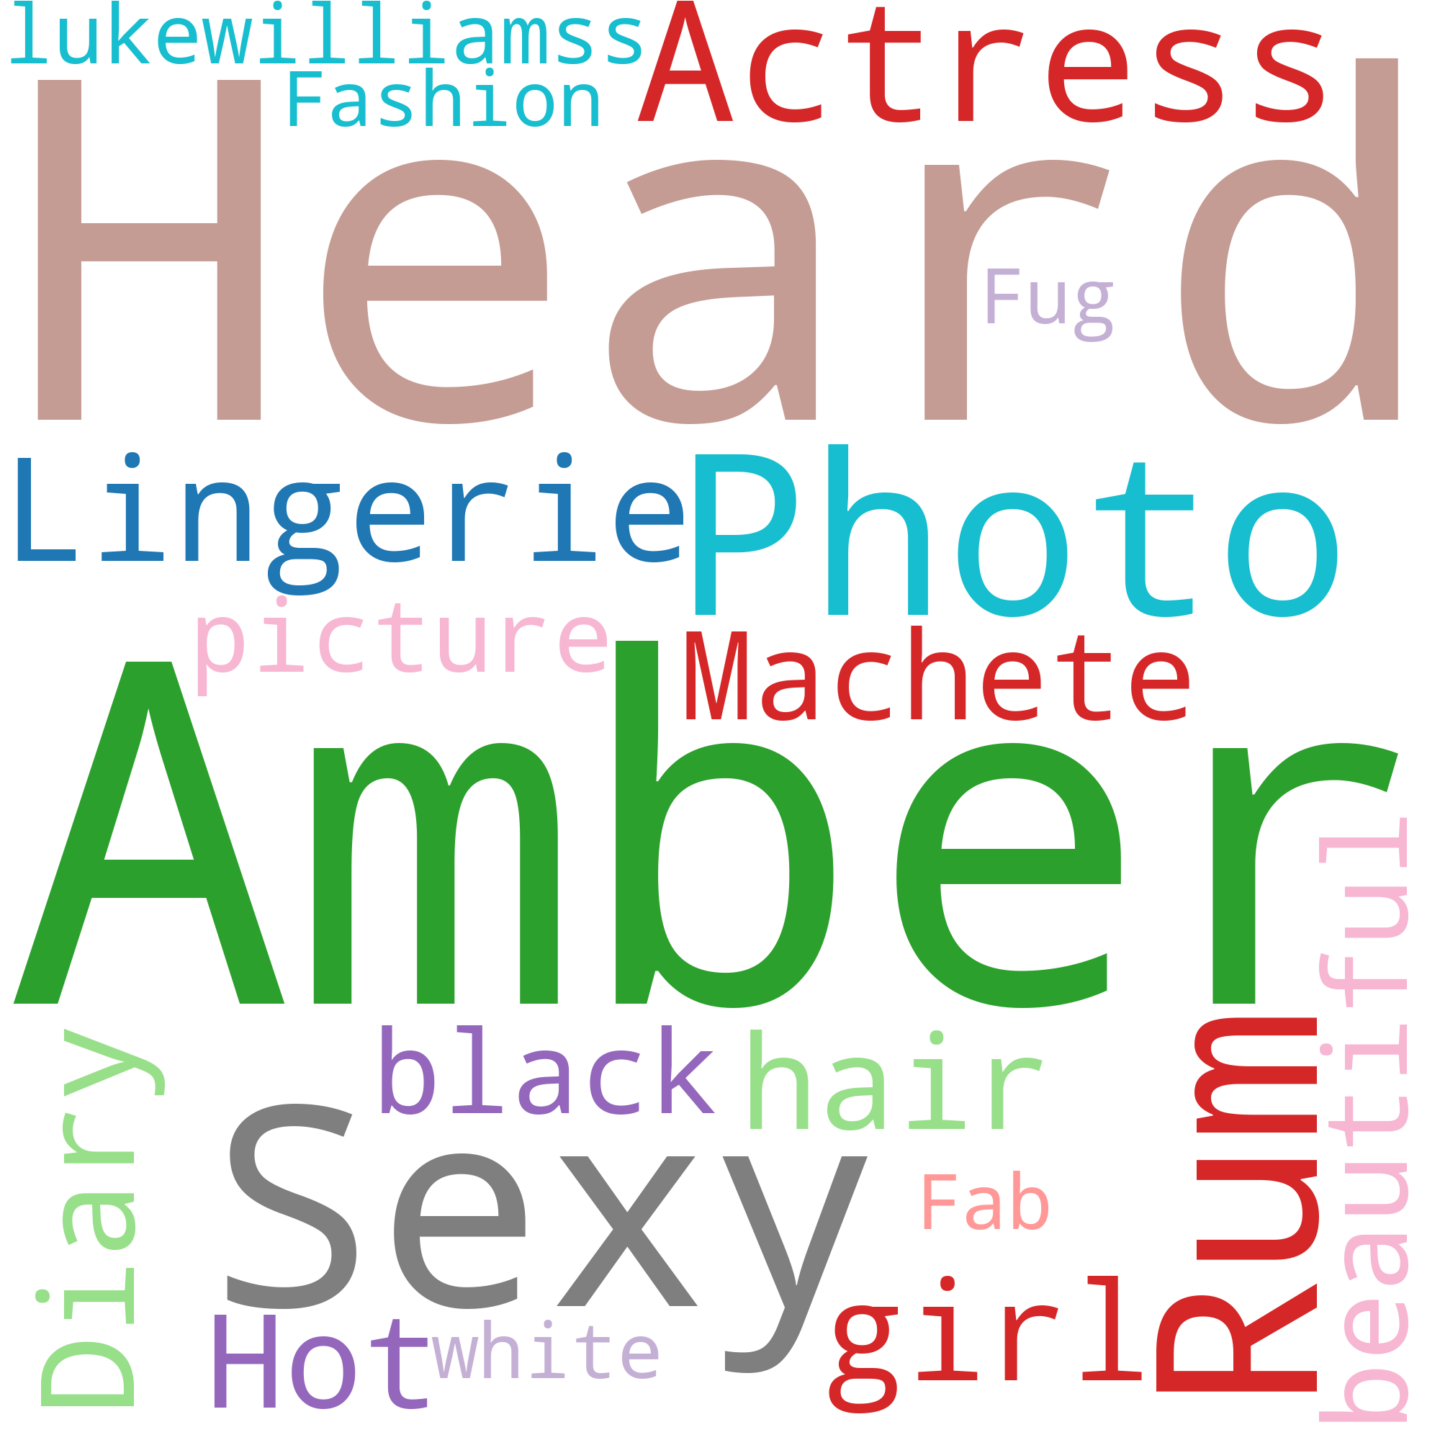 lukewilliamss
Actress
Fashion
Heard
Fug
Lingerie
Photo
picture
Machete
Amber
beautiful
Diary
black
hair
Rum
Sexy
Fab
Hot
white
girl